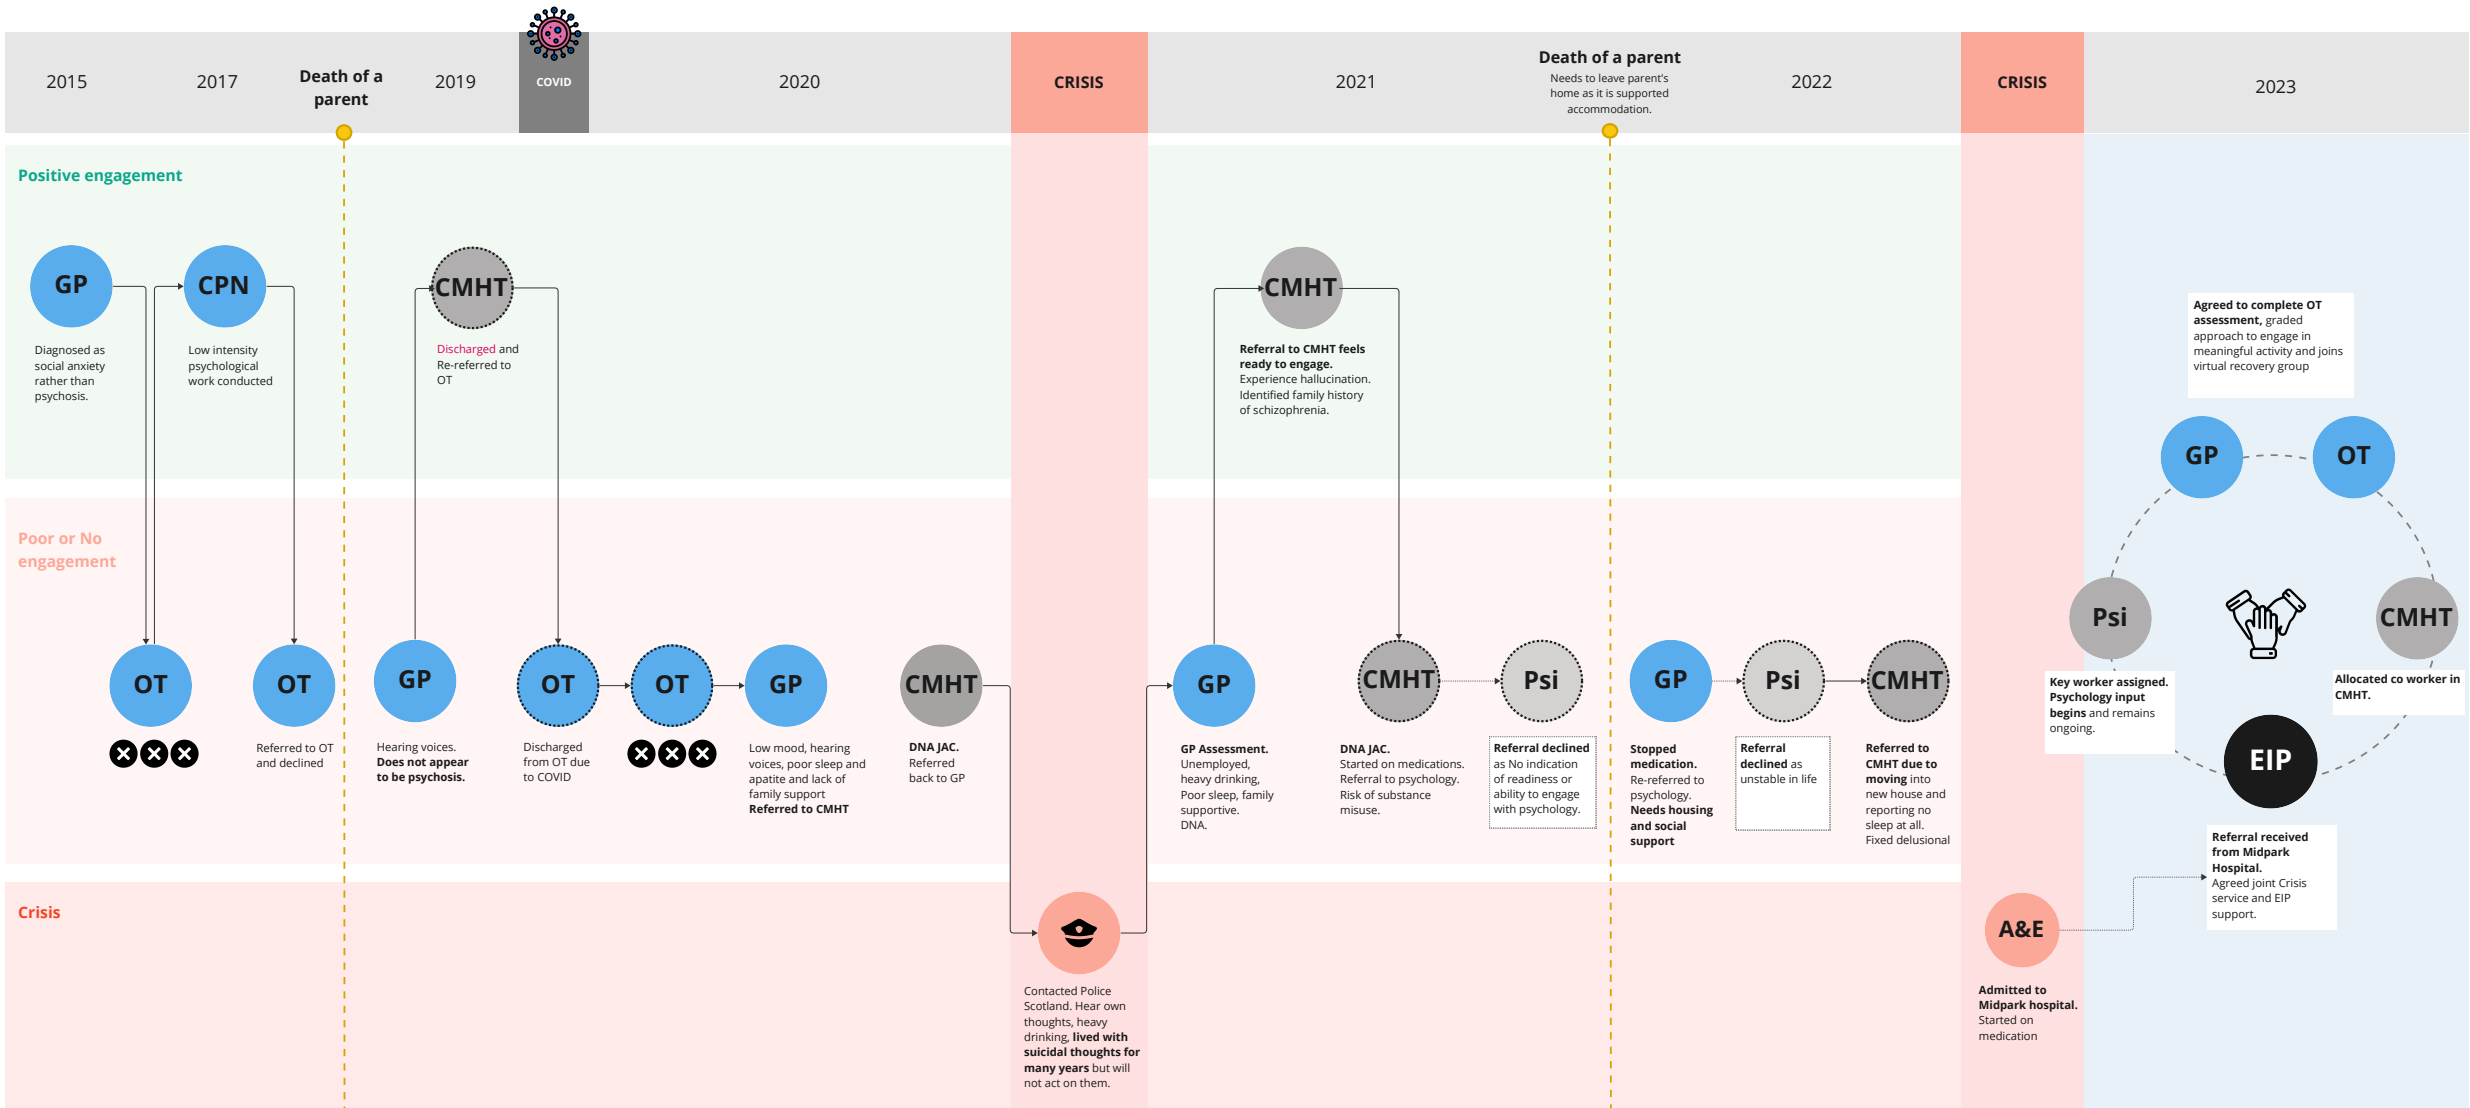 2015
2017
Death of a
parent
2019
COVID
2020
CRISIS
2021
Death of a parent
Needs to leave parent's
home as it is supported
accommodation.
2022
CRISIS
2023
Positive engagement
GP
Diagnosed as
social anxiety
rather than
psychosis.
CPN
Low intensity
psychological
work conducted
CMHT
Discharged and
Re-referred to
OT
CMHT
Referral to CMHT feels
ready to engage.
Experience hallucination.
Identified family history
of schizophrenia.
Poor or No
engagement
OT
OT
Referred to OT
and declined
GP
Hearing voices.
Does not appear
to be psychosis.
OT
Discharged
from OT due
to COVID
OT
GP
Low mood, hearing
voices, poor sleep and
apatite and lack of
family support
Referred to CMHT
CMHT
DNA JAC.
Referred
back to GP
GP
GP Assessment.
Unemployed,
heavy drinking,
Poor sleep, family
supportive.
DNA.
CMHT
DNA JAC.
Started on medications.
Referral to psychology.
Risk of substance
misuse.
Psi
Referral declined
as No indication
of readiness or
ability to engage
with psychology.
GP
Stopped
medication.
Re-referred to
psychology.
Needs housing
and social
support
Psi
Referral
declined as
unstable in life
CMHT
Referred to
CMHT due to
moving into
new house and
reporting no
sleep at all.
Fixed delusional
Crisis
Contacted Police
Scotland. Hear own
thoughts, heavy
drinking, lived with
suicidal thoughts for
many years but will
not act on them.
A&E
Admitted to
Midpark hospital.
Started on
medication
Agreed to complete OT
assessment, graded
approach to engage in
meaningful activity and joins
virtual recovery group
GP
OT
Psi
Key worker assigned.
Psychology input
begins and remains
ongoing.
CMHT
Allocated co worker in
CMHT.
EIP
Referral received
from Midpark
Hospital.
Agreed joint Crisis
service and EIP
support.